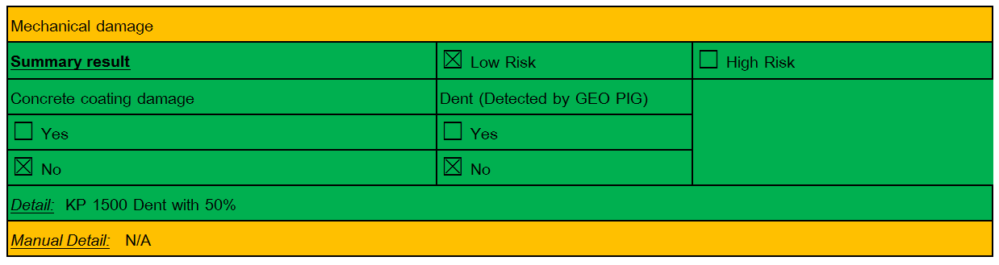 Mechanical damage
Summary result ☒ Low Risk ☐ High Risk
Concrete coating damage Dent (Detected by GEO PIG)
☐ Yes ☐ Yes
☒ No ☒ No
Detail: KP 1500 Dent with 50%
Manual Detail: N/A